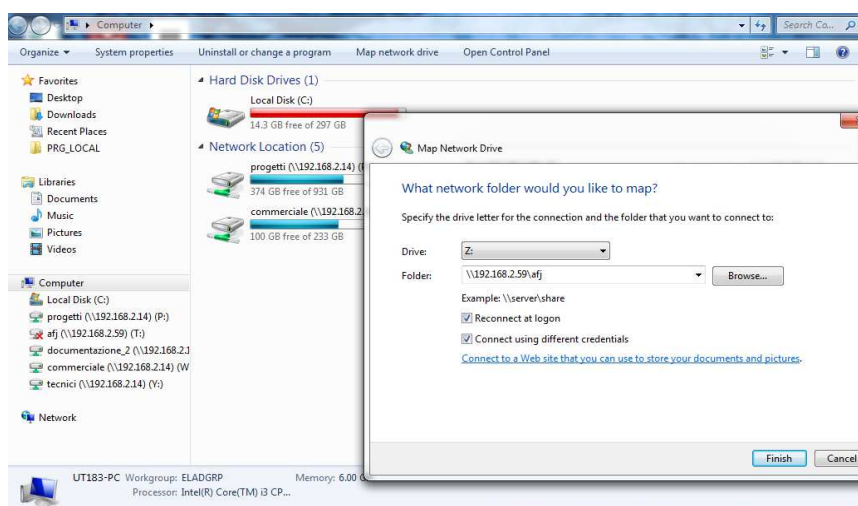 Computer
Search Co...
Organize
System properties
Uninstall or change a program
Map network drive
Open Control Panel
Favorites
Desktop
Downloads
Recent Places
PRG_LOCAL
Libraries
Documents
Music
Pictures
Videos
Computer
Local Disk (C:)
progetti (\\192.168.2.14) (P:)
afj (\\192.168.2.59) (T:)
documentazione_2 (\\192.168.2.1
commerciale (\\192.168.2.14) (W
tecnici (\\192.168.2.14) (Y:)
Network
Hard Disk Drives (1)
Local Disk (C:)
14.3 GB free of 297 GB
Network Location (5)
progetti (\\192.168.2.14) (
374 GB free of 931 GB
commerciale (\\192.168.2.
100 GB free of 233 GB
Map Network Drive
What network folder would you like to map?
Specify the drive letter for the connection and the folder that you want to connect to:
Drive:
Z:
Folder:
\\192.168.2.59\afj
Browse...
Example: \\server\share
Reconnect at logon
Connect using different credentials
Connect to a Web site that you can use to store your documents and pictures.
Finish
Cancel
UT183-PC Workgroup: ELADGRP Memory: 6.00 G
Processor: Intel(R) Core(TM) i3 CP...